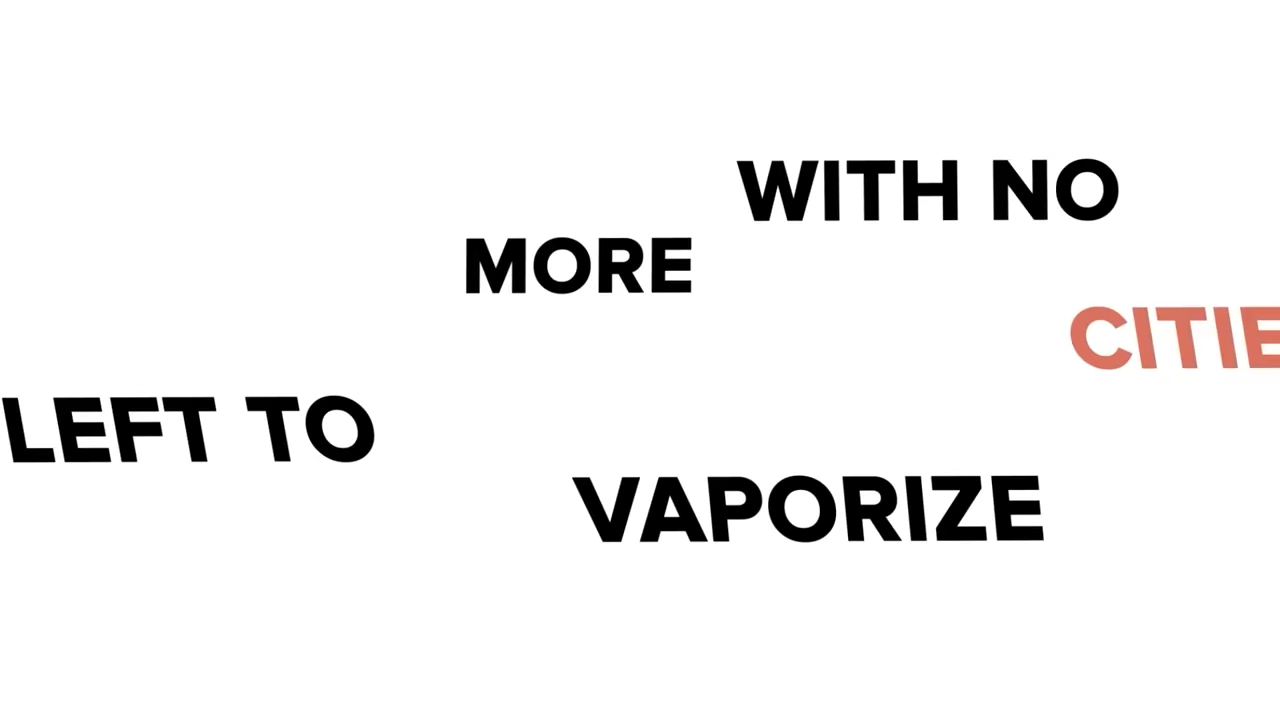 WITH NO
MORE
CITIE
LEFT TO
VAPORIZE